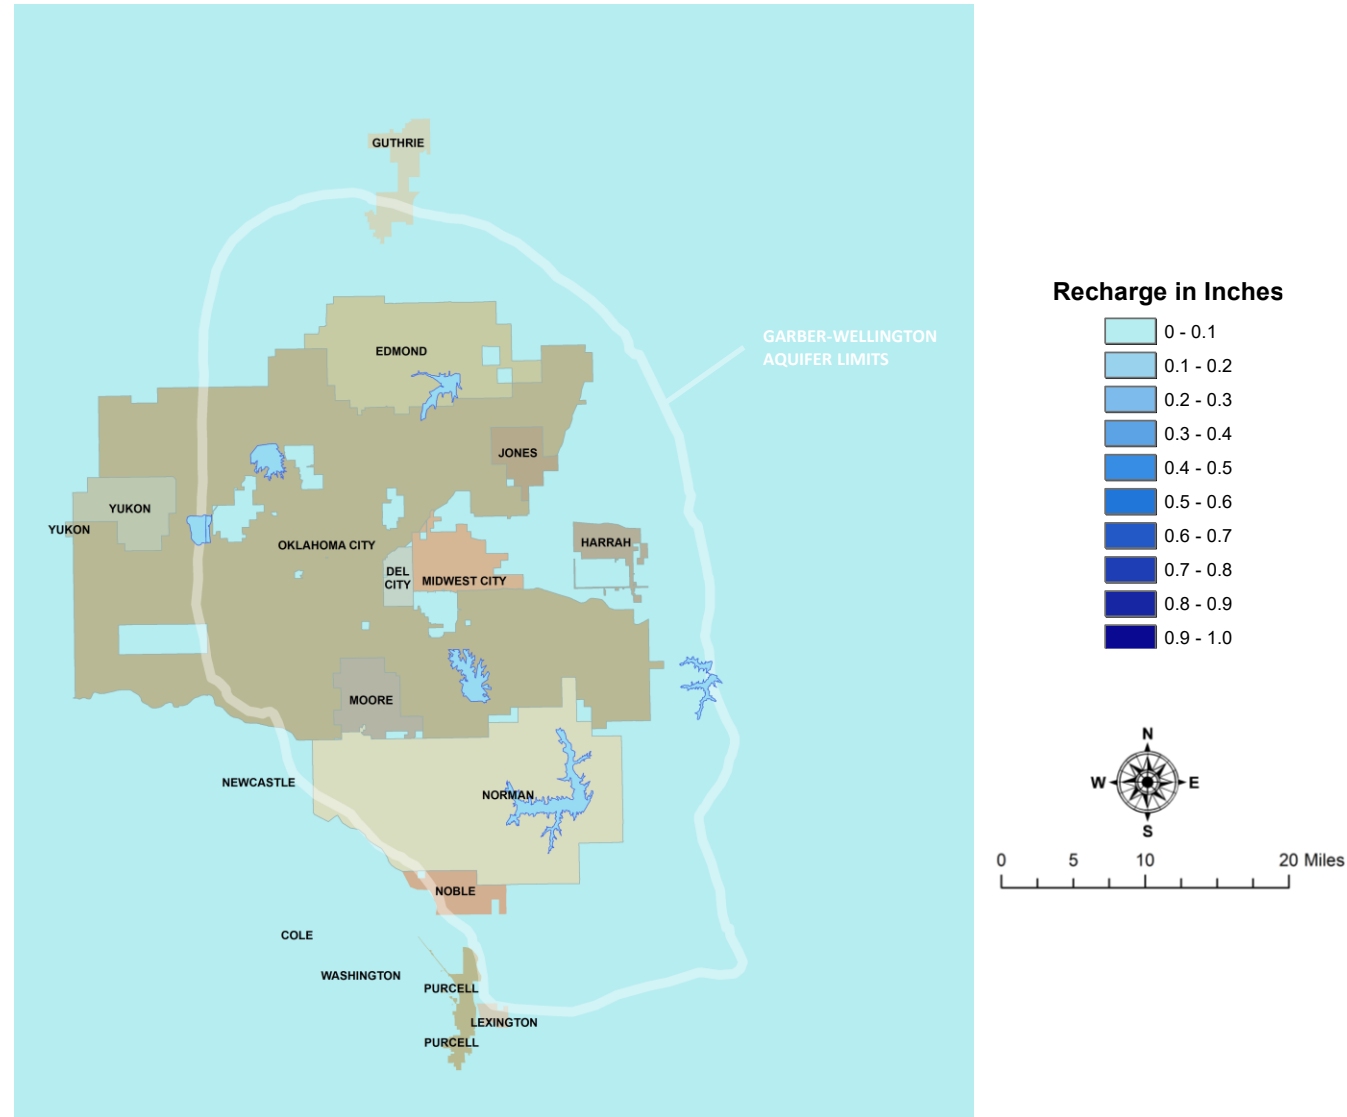 GUTHRIE
GARBER-WELLINGTON
AQUIFER LIMITS
EDMOND
JONES
YUKON
YUKON
OKLAHOMA CITY
HARRAH
DEL
CITY
MIDWEST CITY
MOORE
NEWCASTLE
NORMAN
NOBLE
COLE
WASHINGTON
PURCELL
LEXINGTON
PURCELL
Recharge in Inches
0 - 0.1
0.1 - 0.2
0.2 - 0.3
0.3 - 0.4
0.4 - 0.5
0.5 - 0.6
0.6 - 0.7
0.7 - 0.8
0.8 - 0.9
0.9 - 1.0
N
W E
S
0 5 10 20 Miles